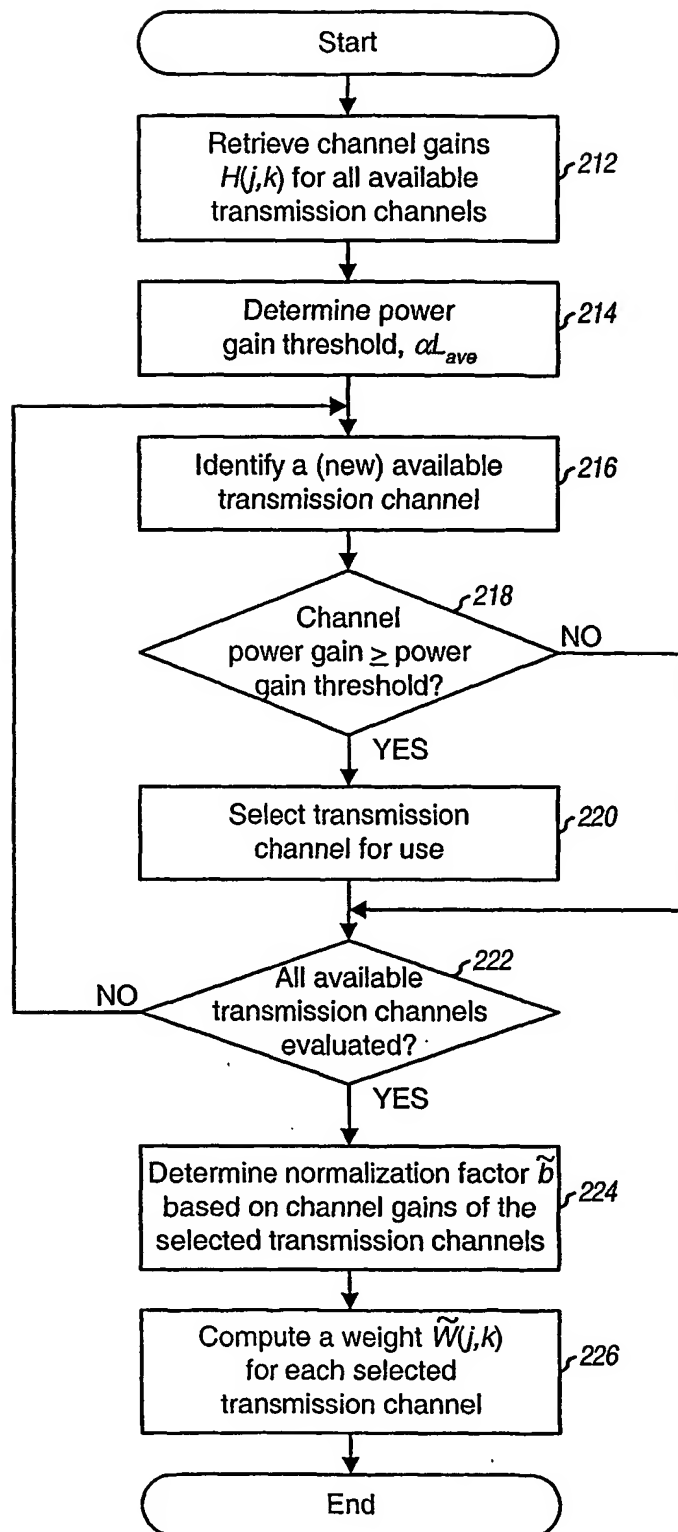 Start
Retrieve channel gains
H(j,k) for all available
transmission channels
212
Determine power
gain threshold, αL_ave
214
Identify a (new) available
transmission channel
216
218
Channel
power gain ≥ power
gain threshold?
NO
YES
Select transmission
channel for use
220
222
All available
transmission channels
evaluated?
NO
YES
Determine normalization factor b̃
based on channel gains of the
selected transmission channels
224
Compute a weight W̃(j,k)
for each selected
transmission channel
226
End